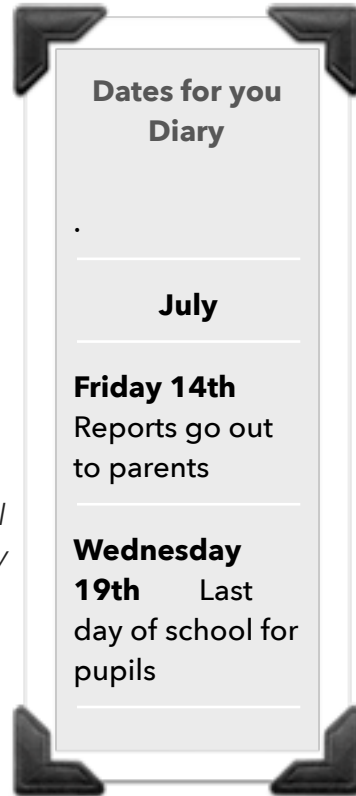 Dates for you
Diary
.
July
Friday 14th
Reports go out
to parents
Wednesday
19th Last
day of school for
pupils